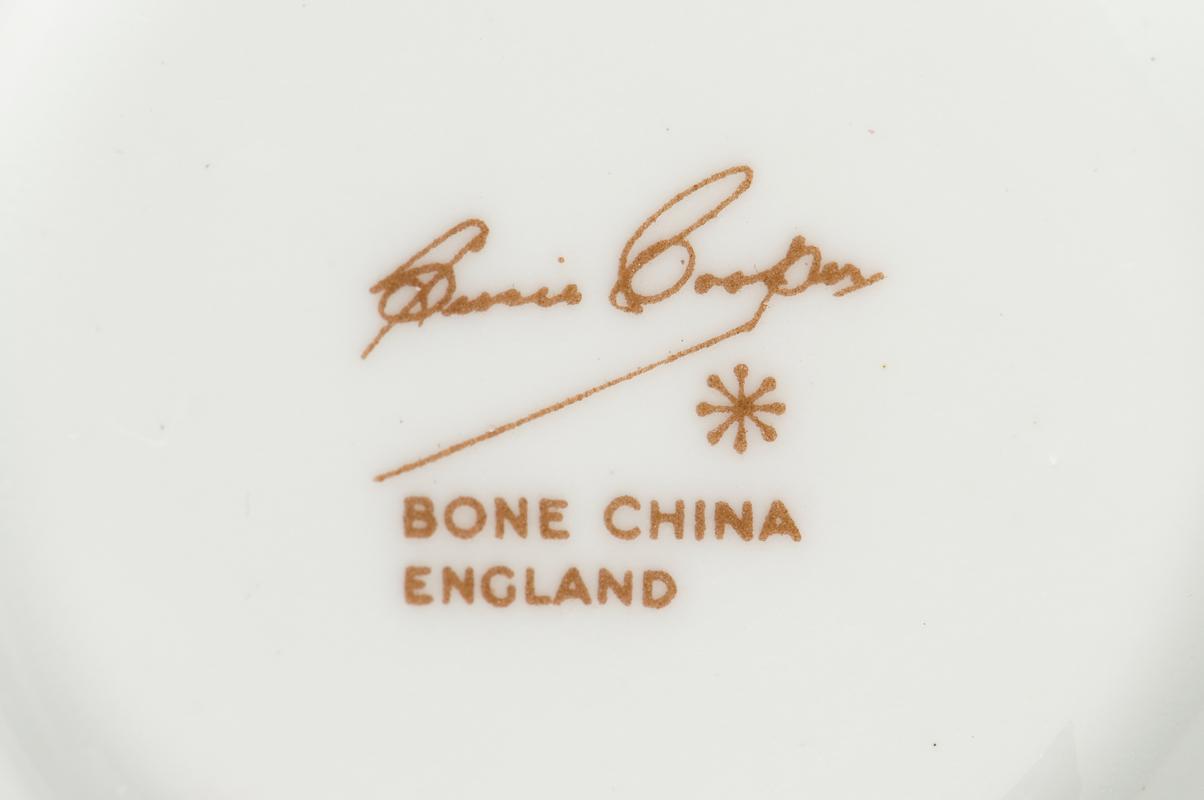 Susie Cooper
BONE CHINA
ENGLAND